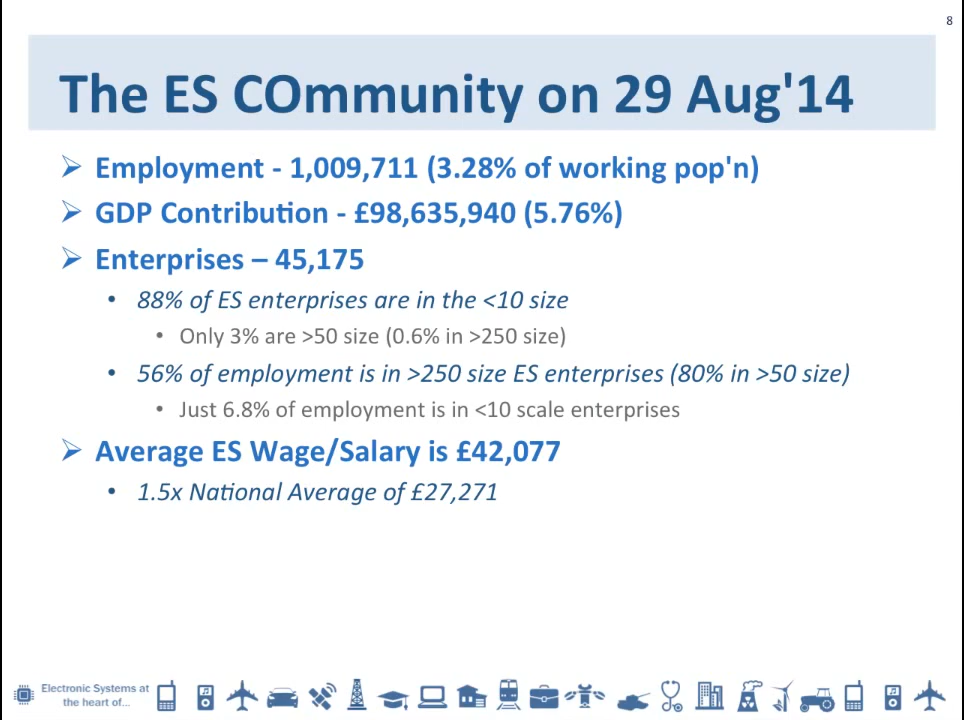 8
The ES COmmunity on 29 Aug'14
Employment - 1,009,711 (3.28% of working pop'n)
GDP Contribution - £98,635,940 (5.76%)
Enterprises – 45,175
• 88% of ES enterprises are in the <10 size
• Only 3% are >50 size (0.6% in >250 size)
• 56% of employment is in >250 size ES enterprises (80% in >50 size)
• Just 6.8% of employment is in <10 scale enterprises
Average ES Wage/Salary is £42,077
• 1.5x National Average of £27,271
Electronic Systems at
the heart of...